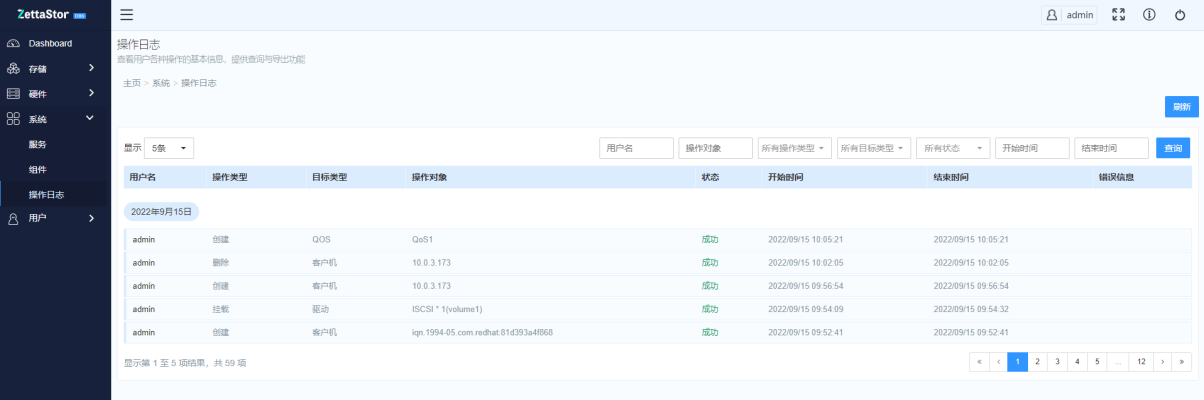 ZettaStor DBS
admin
Dashboard
存储
硬件
系统
服务
组件
操作日志
用户
操作日志
查看用户各种操作的基本信息、提供查询与导出功能
主页 > 系统 > 操作日志
刷新
显示 5条 用户名 操作对象 所有操作类型 所有目标类型 所有状态 开始时间 结束时间 查询
用户名 操作类型 目标类型 操作对象 状态 开始时间 结束时间 错误信息
2022年9月15日
admin 创建 QOS QoS1 成功 2022/09/15 10:05:21 2022/09/15 10:05:21
admin 删除 客户机 10.0.3.173 成功 2022/09/15 10:02:05 2022/09/15 10:02:05
admin 创建 客户机 10.0.3.173 成功 2022/09/15 09:56:54 2022/09/15 09:56:54
admin 挂载 驱动 ISCSI * 1(volume1) 成功 2022/09/15 09:54:09 2022/09/15 09:54:32
admin 创建 客户机 iqn.1994-05.com.redhat:81d393a4f868 成功 2022/09/15 09:52:41 2022/09/15 09:52:41
显示第 1 至 5 项结果，共 59 项 « ‹ 1 2 3 4 5 ... 12 › »